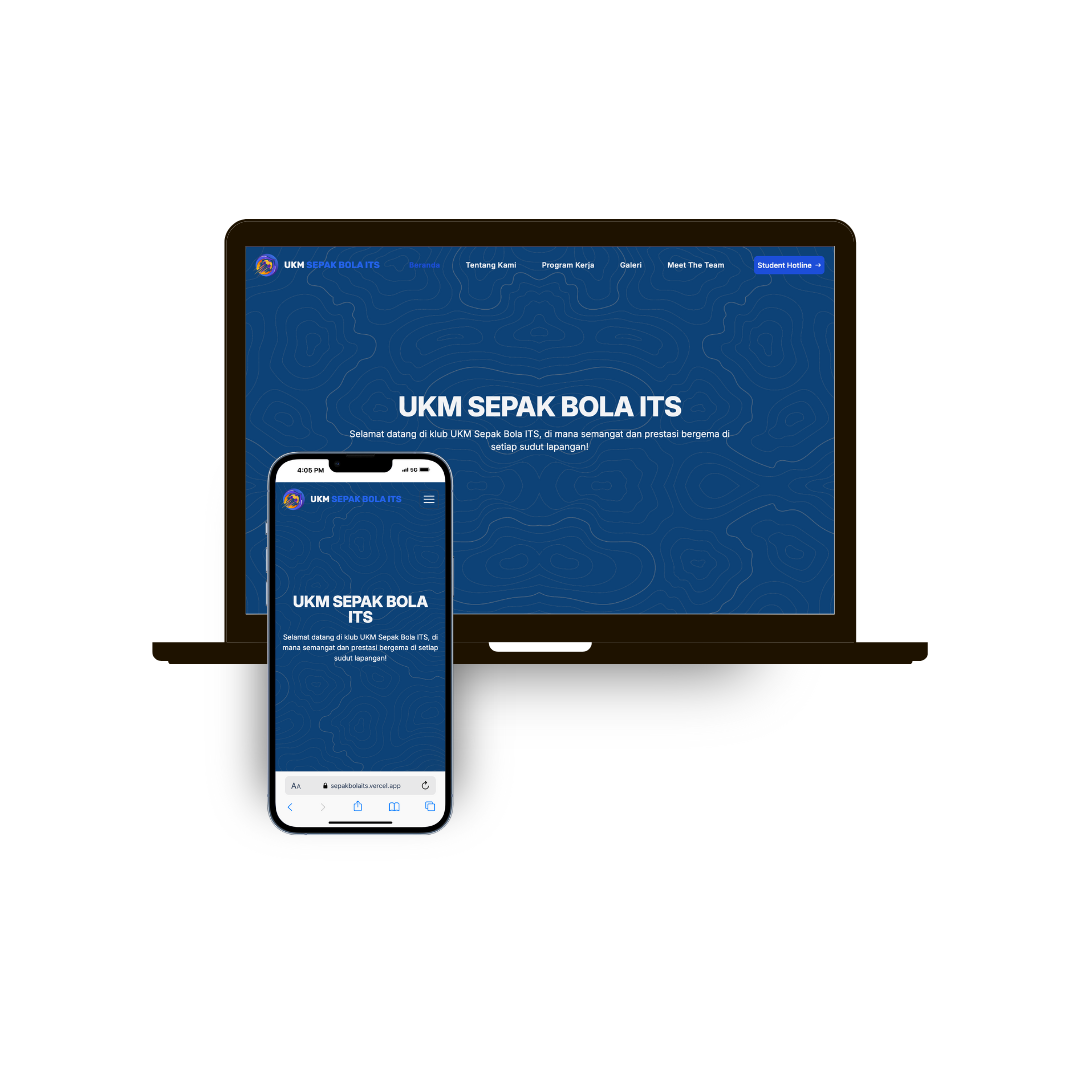 UKM SEPAK BOLA ITS Beranda Tentang Kami Program Kerja Galeri Meet The Team Student Hotline →
UKM SEPAK BOLA ITS
Selamat datang di klub UKM Sepak Bola ITS, di mana semangat dan prestasi bergema di
setiap sudut lapangan!
4:05 PM 5G
UKM SEPAK BOLA ITS
UKM SEPAK BOLA
ITS
Selamat datang di klub UKM Sepak Bola ITS, di
mana semangat dan prestasi bergema di setiap
sudut lapangan!
AA sepakbolaits.vercel.app